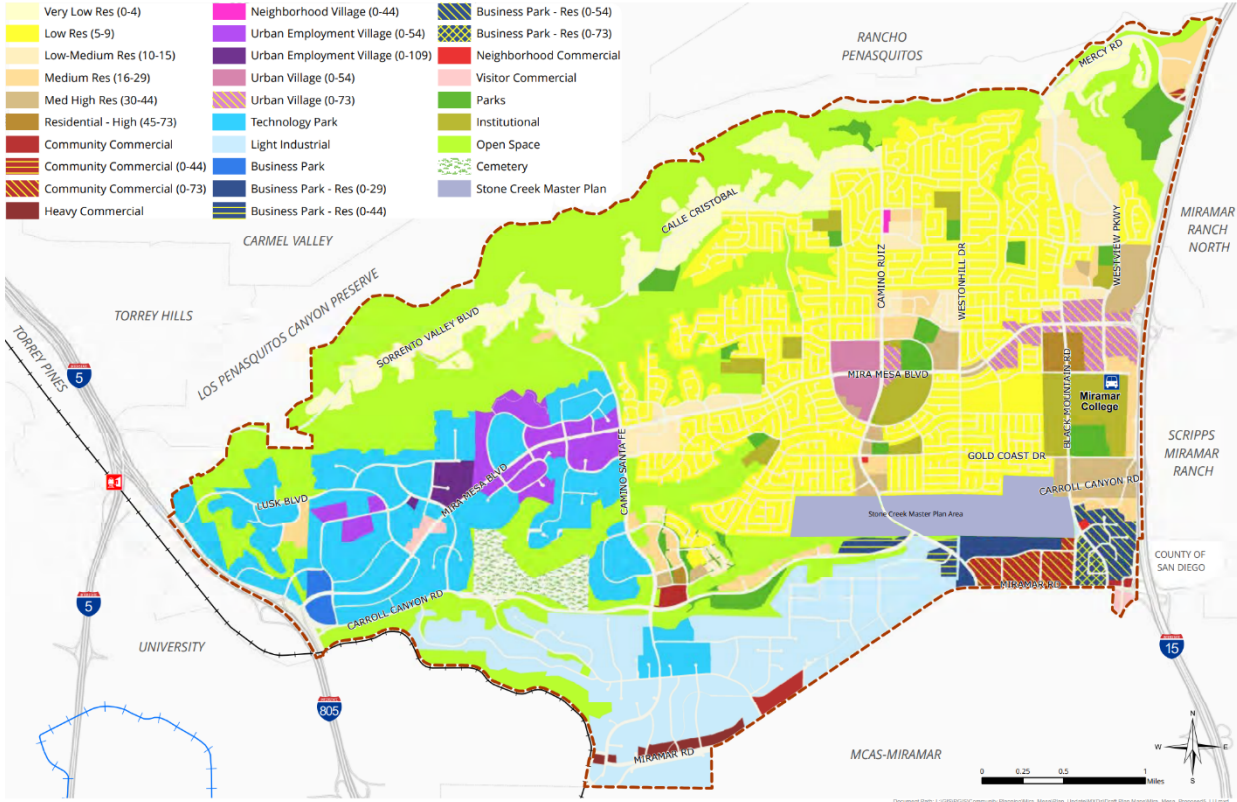 Very Low Res (0-4)
Low Res (5-9)
Low-Medium Res (10-15)
Medium Res (16-29)
Med High Res (30-44)
Residential - High (45-73)
Community Commercial
Community Commercial (0-44)
Community Commercial (0-73)
Heavy Commercial
Neighborhood Village (0-44)
Urban Employment Village (0-54)
Urban Employment Village (0-109)
Urban Village (0-54)
Urban Village (0-73)
Technology Park
Light Industrial
Business Park
Business Park - Res (0-29)
Business Park - Res (0-44)
Business Park - Res (0-54)
Business Park - Res (0-73)
Neighborhood Commercial
Visitor Commercial
Parks
Institutional
Open Space
Cemetery
Stone Creek Master Plan
RANCHO
PENASQUITOS
MERCY RD
CARMEL VALLEY
CALLE CRISTOBAL
MIRAMAR
RANCH
NORTH
WESTVIEW PKWY
CAMINO RUIZ
WESTONHILL DR
TORREY HILLS
LOS PENASQUITOS CANYON PRESERVE
SORRENTO VALLEY BLVD
TORREY PINES
5
MIRA MESA BLVD
BLACK MOUNTAIN RD
Miramar
College
SCRIPPS
MIRAMAR
RANCH
GOLD COAST DR
CAMINO SANTA FE
MIRA MESA BLVD
LUSK BLVD
CARROLL CANYON RD
Stone Creek Master Plan Area
COUNTY OF
SAN DIEGO
MIRAMAR RD
CARROLL CANYON RD
5
UNIVERSITY
15
805
MIRAMAR RD
MCAS-MIRAMAR
N
W
E
S
0
0.25
0.5
1
Miles